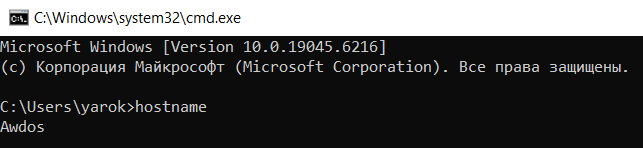 C:\Windows\system32\cmd.exe
Microsoft Windows [Version 10.0.19045.6216]
(c) Корпорация Майкрософт (Microsoft Corporation). Все права защищены.
C:\Users\yarok>hostname
Awdos